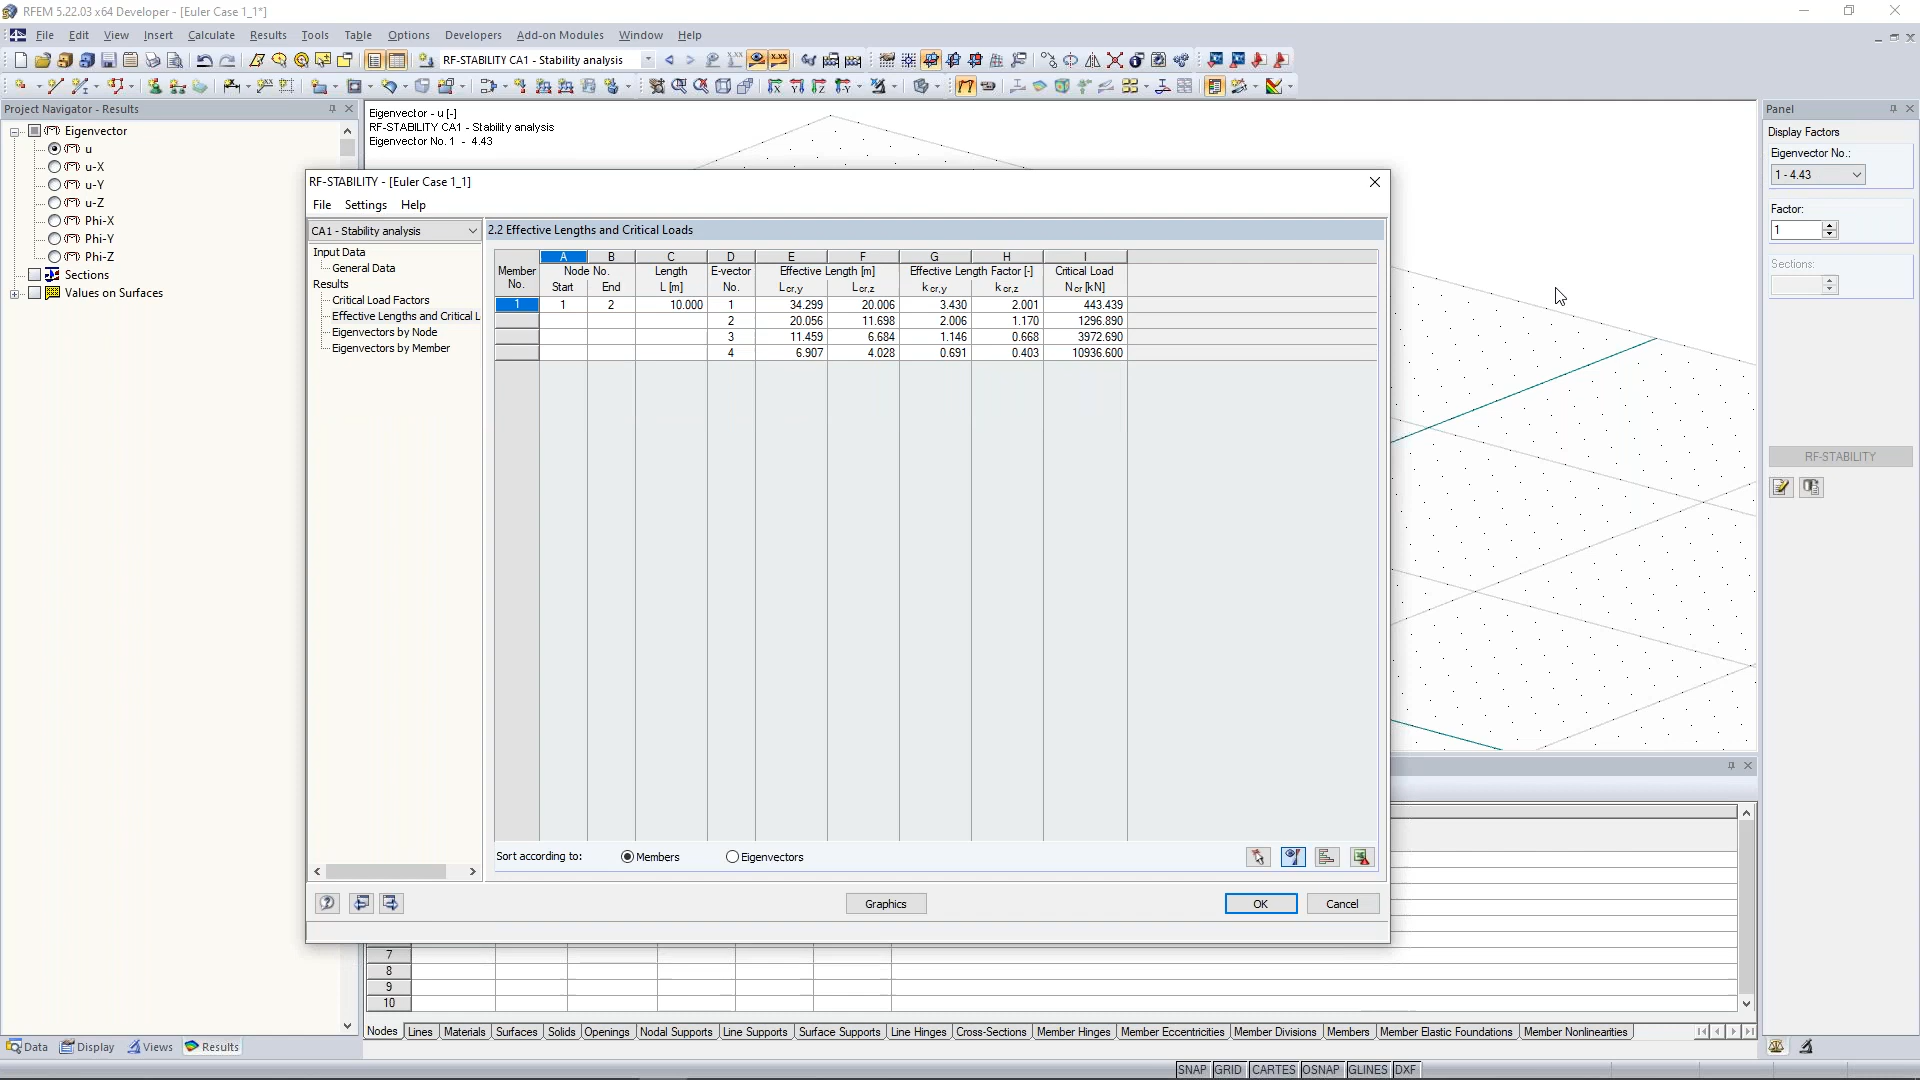 RFEM 5.22.03 x64 Developer - [Euler Case 1_1*]
File Edit View Insert Calculate Results Tools Table Options Developers Add-on Modules Window Help
RF-STABILITY CA1 - Stability analysis
Project Navigator - Results
Eigenvector
u
u-X
u-Y
u-Z
Phi-X
Phi-Y
Phi-Z
Sections
Values on Surfaces
Data Display Views Results
Eigenvector - u [-]
RF-STABILITY CA1 - Stability analysis
Eigenvector No. 1 - 4.43
RF-STABILITY - [Euler Case 1_1]
File Settings Help
CA1 - Stability analysis
Input Data
General Data
Results
Critical Load Factors
Effective Lengths and Critical L
Eigenvectors by Node
Eigenvectors by Member
2.2 Effective Lengths and Critical Loads
A B C D E F G H I
Member Node No. Length E-vector Effective Length [m] Effective Length Factor [-] Critical Load
No. Start End L [m] No. L cr,y L cr,z k cr,y k cr,z N cr [kN]
1 1 2 10.000 1 34.299 20.006 3.430 2.001 443.439
2 20.056 11.698 2.006 1.170 1296.890
3 11.459 6.684 1.146 0.668 3972.690
4 6.907 4.028 0.691 0.403 10936.600
Sort according to: Members Eigenvectors
Graphics OK Cancel
7
8
9
10
Nodes Lines Materials Surfaces Solids Openings Nodal Supports Line Supports Surface Supports Line Hinges Cross-Sections Member Hinges Member Eccentricities Member Divisions Members Member Elastic Foundations Member Nonlinearities
Panel
Display Factors
Eigenvector No.:
1 - 4.43
Factor:
1
Sections:
RF-STABILITY
SNAP GRID CARTES OSNAP GLINES DXF